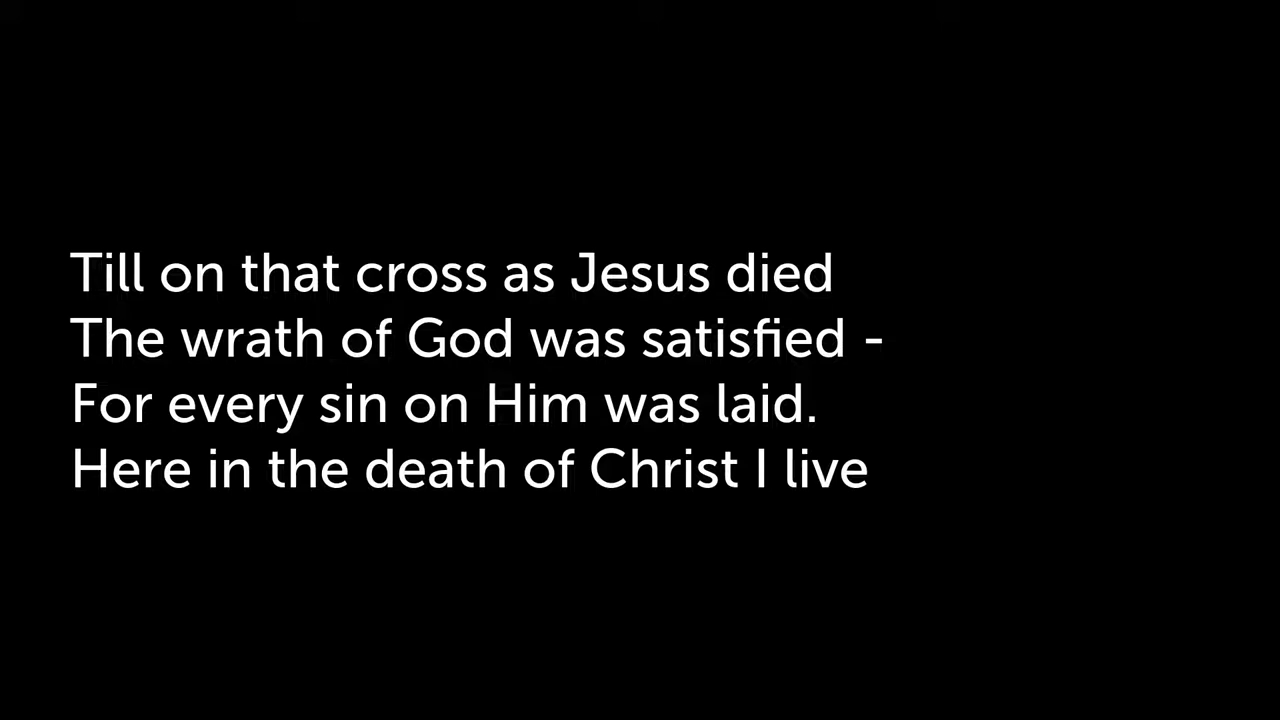 Till on that cross as Jesus died
The wrath of God was satisfied -
For every sin on Him was laid.
Here in the death of Christ I live